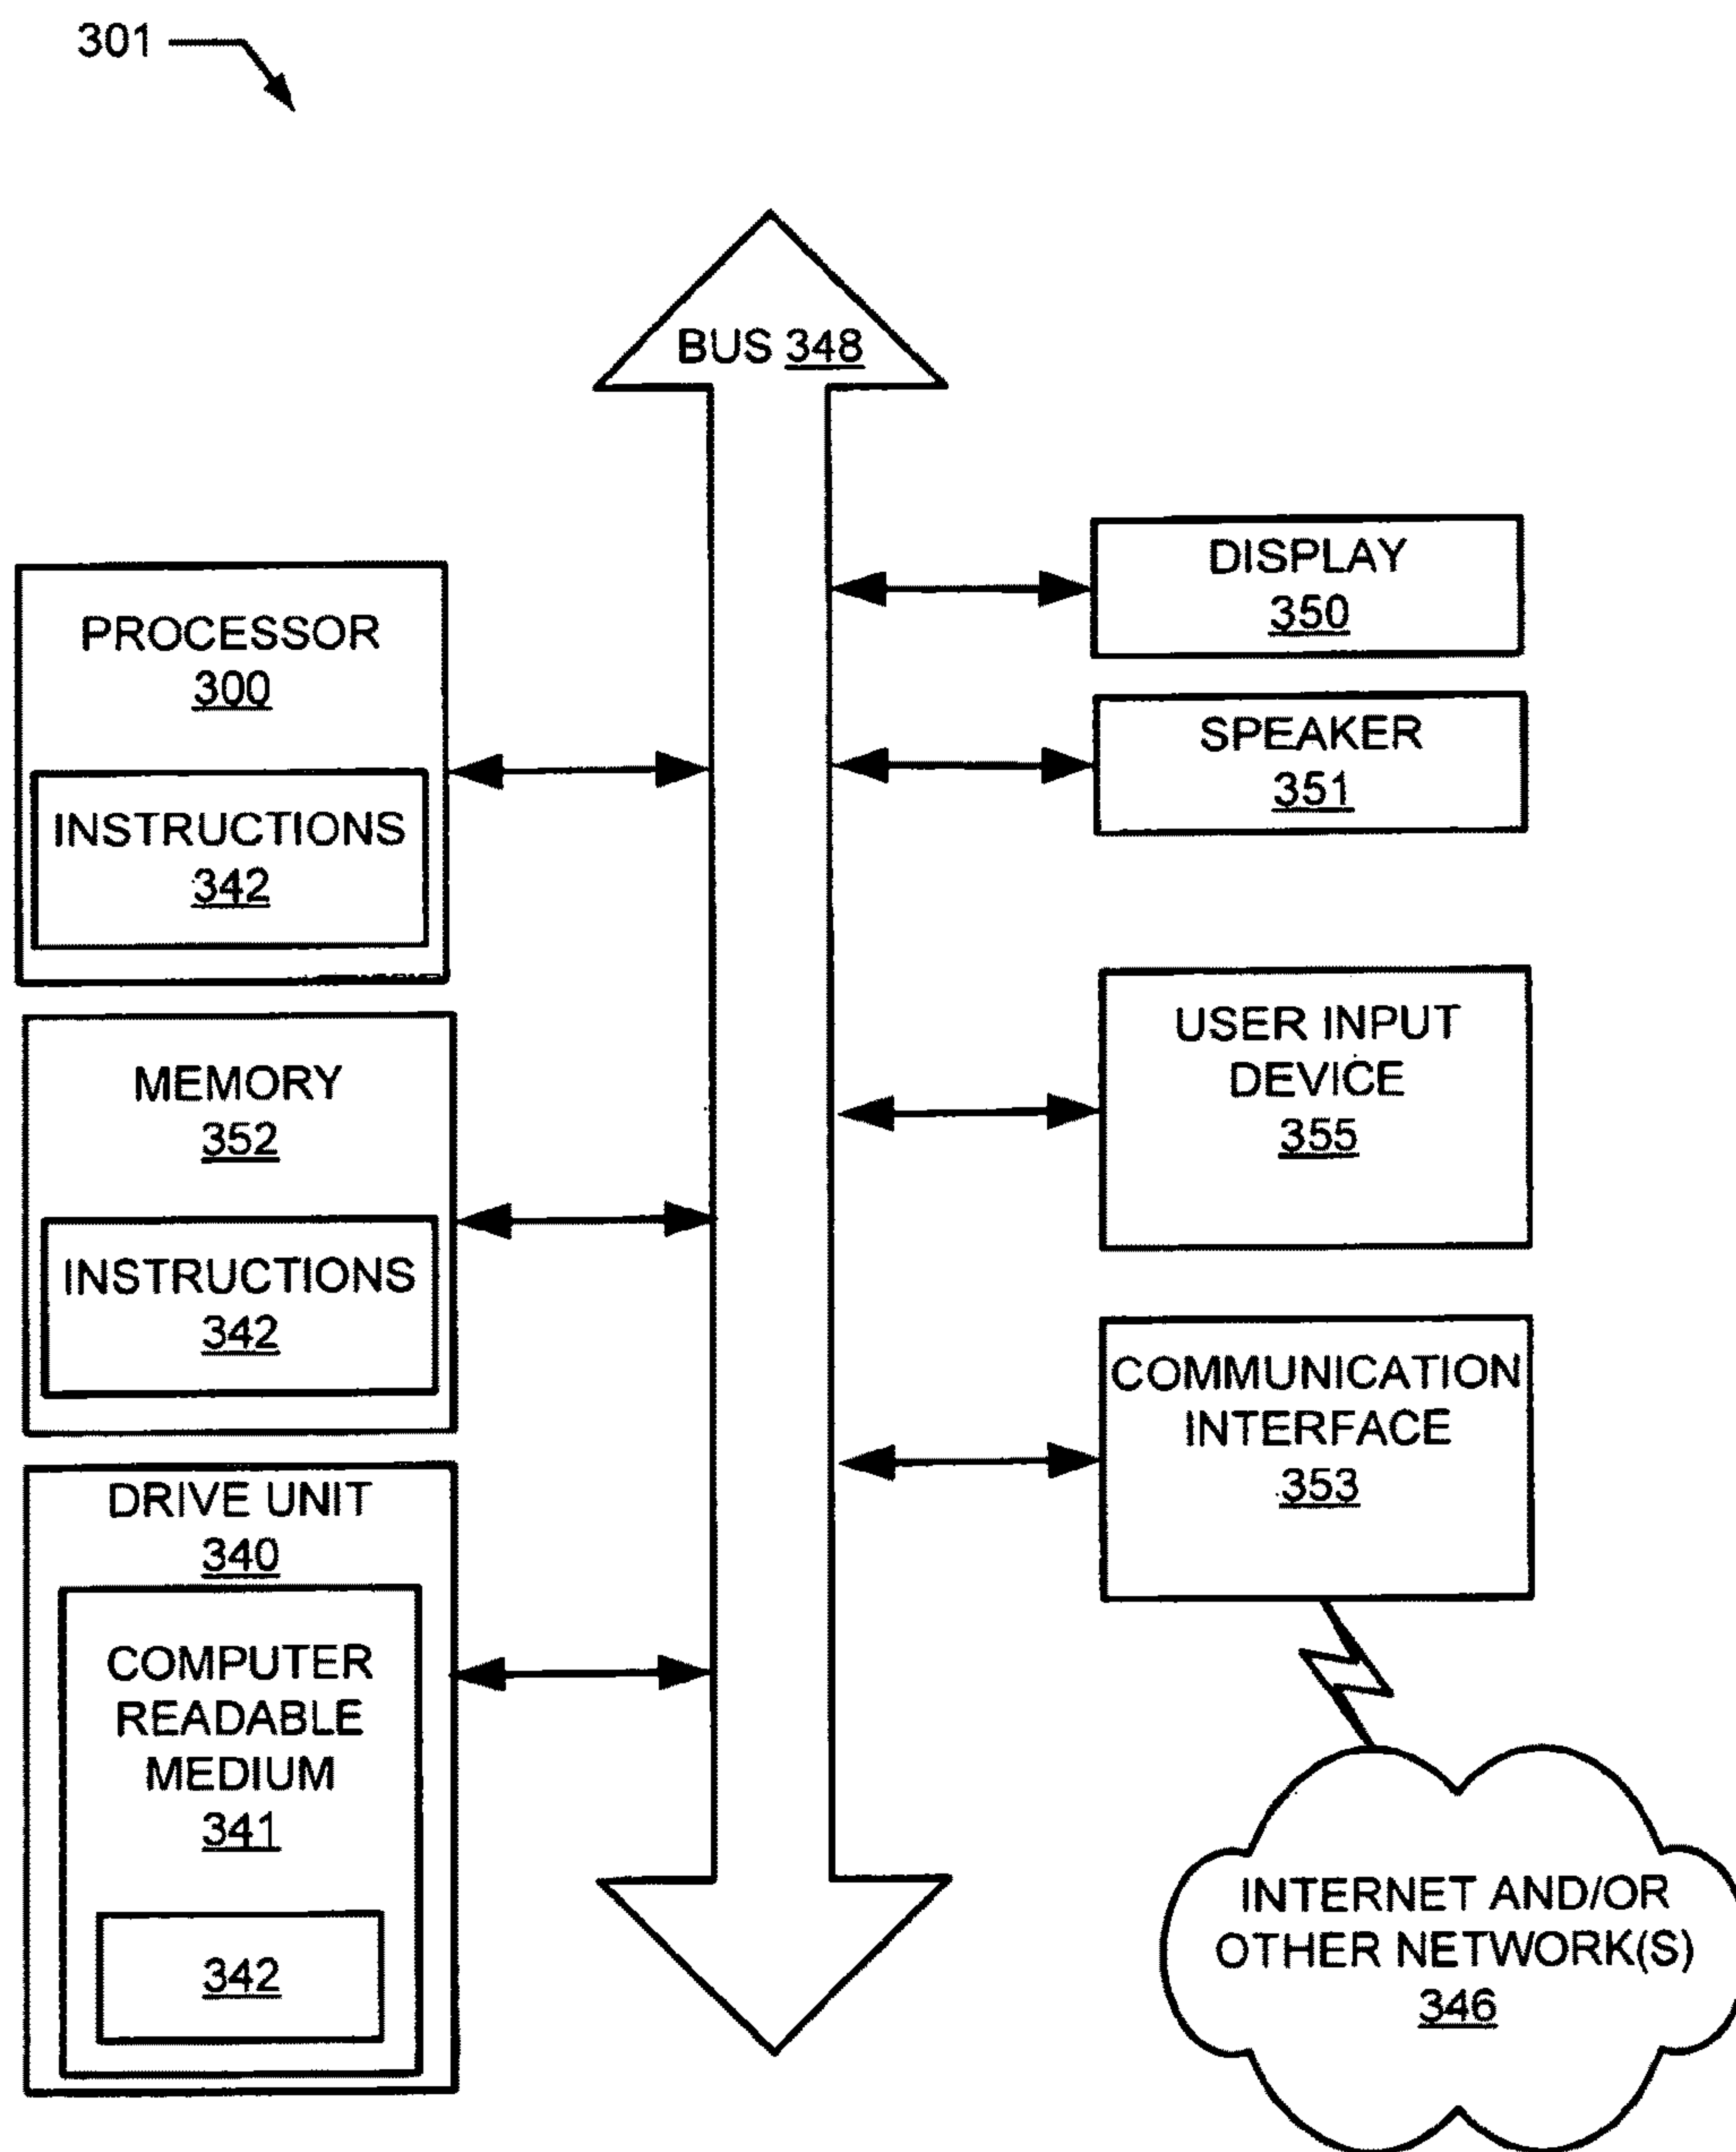 301
BUS 348
PROCESSOR
300
INSTRUCTIONS
342
MEMORY
352
INSTRUCTIONS
342
DRIVE UNIT
340
COMPUTER
READABLE
MEDIUM
341
342
DISPLAY
350
SPEAKER
351
USER INPUT
DEVICE
355
COMMUNICATION
INTERFACE
353
INTERNET AND/OR
OTHER NETWORK(S)
346